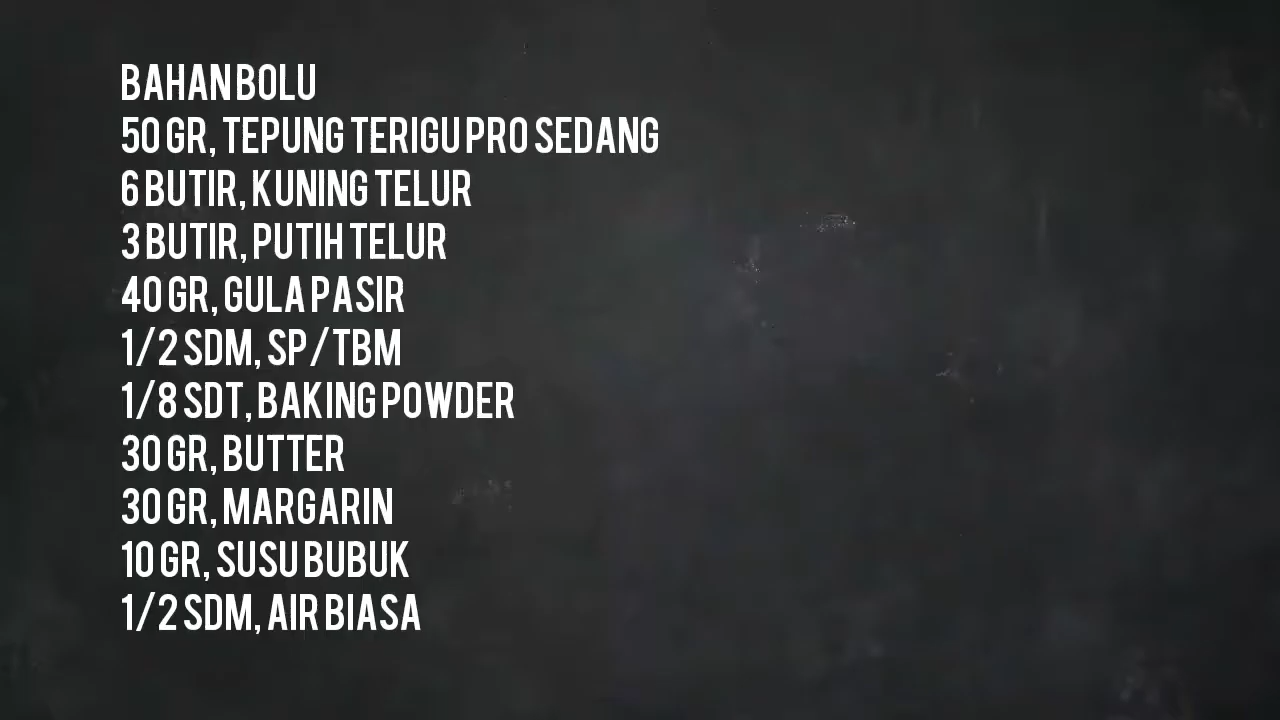 BAHAN BOLU
50 GR, TEPUNG TERIGU PRO SEDANG
6 BUTIR, KUNING TELUR
3 BUTIR, PUTIH TELUR
40 GR, GULA PASIR
1/2 SDM, SP/TBM
1/8 SDT, BAKING POWDER
30 GR, BUTTER
30 GR, MARGARIN
10 GR, SUSU BUBUK
1/2 SDM, AIR BIASA